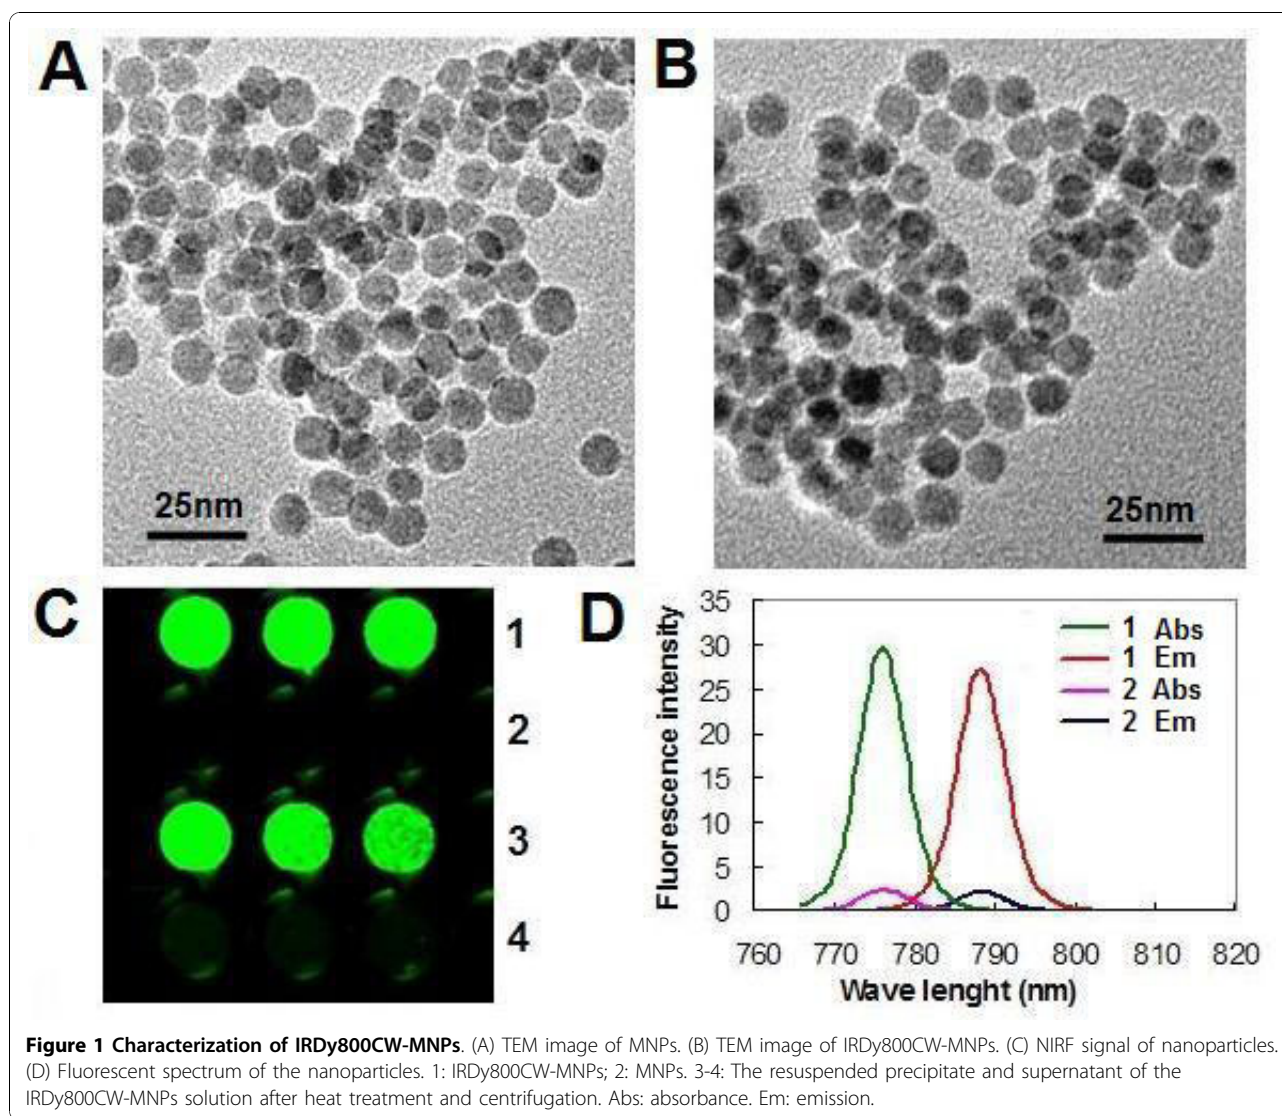 A
B
25nm
25nm
C
1
2
3
4
D
Fluorescence intensity
35
30
25
20
15
10
5
0
1 Abs
1 Em
2 Abs
2 Em
760 770 780 790 800 810 820
Wave lenght (nm)
Figure 1 Characterization of IRDy800CW-MNPs. (A) TEM image of MNPs. (B) TEM image of IRDy800CW-MNPs. (C) NIRF signal of nanoparticles.
(D) Fluorescent spectrum of the nanoparticles. 1: IRDy800CW-MNPs; 2: MNPs. 3-4: The resuspended precipitate and supernatant of the
IRDy800CW-MNPs solution after heat treatment and centrifugation. Abs: absorbance. Em: emission.